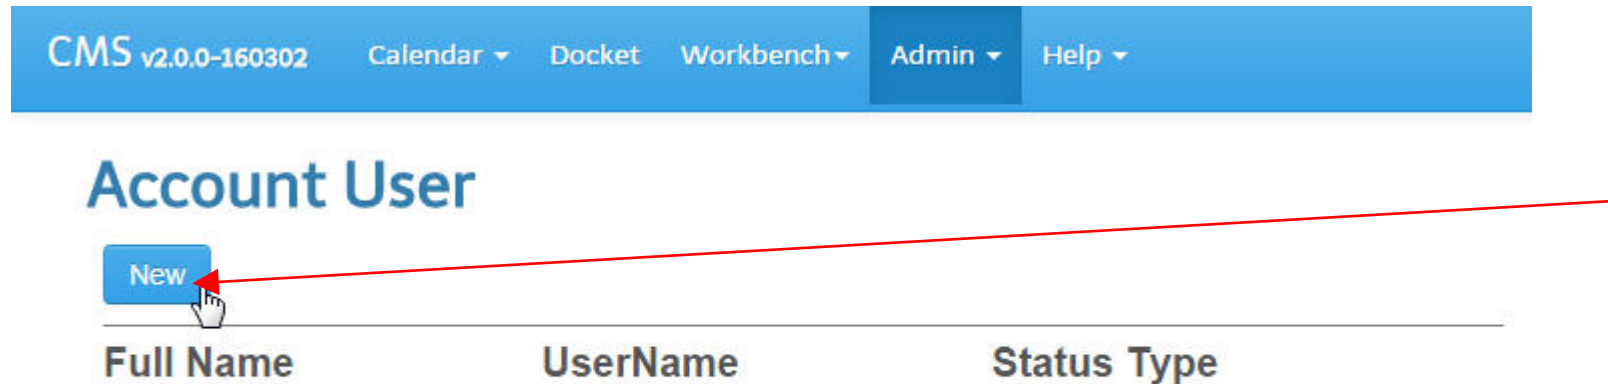 CMS v2.0.0-160302 Calendar Docket Workbench Admin Help
Account User
New
Full Name UserName Status Type